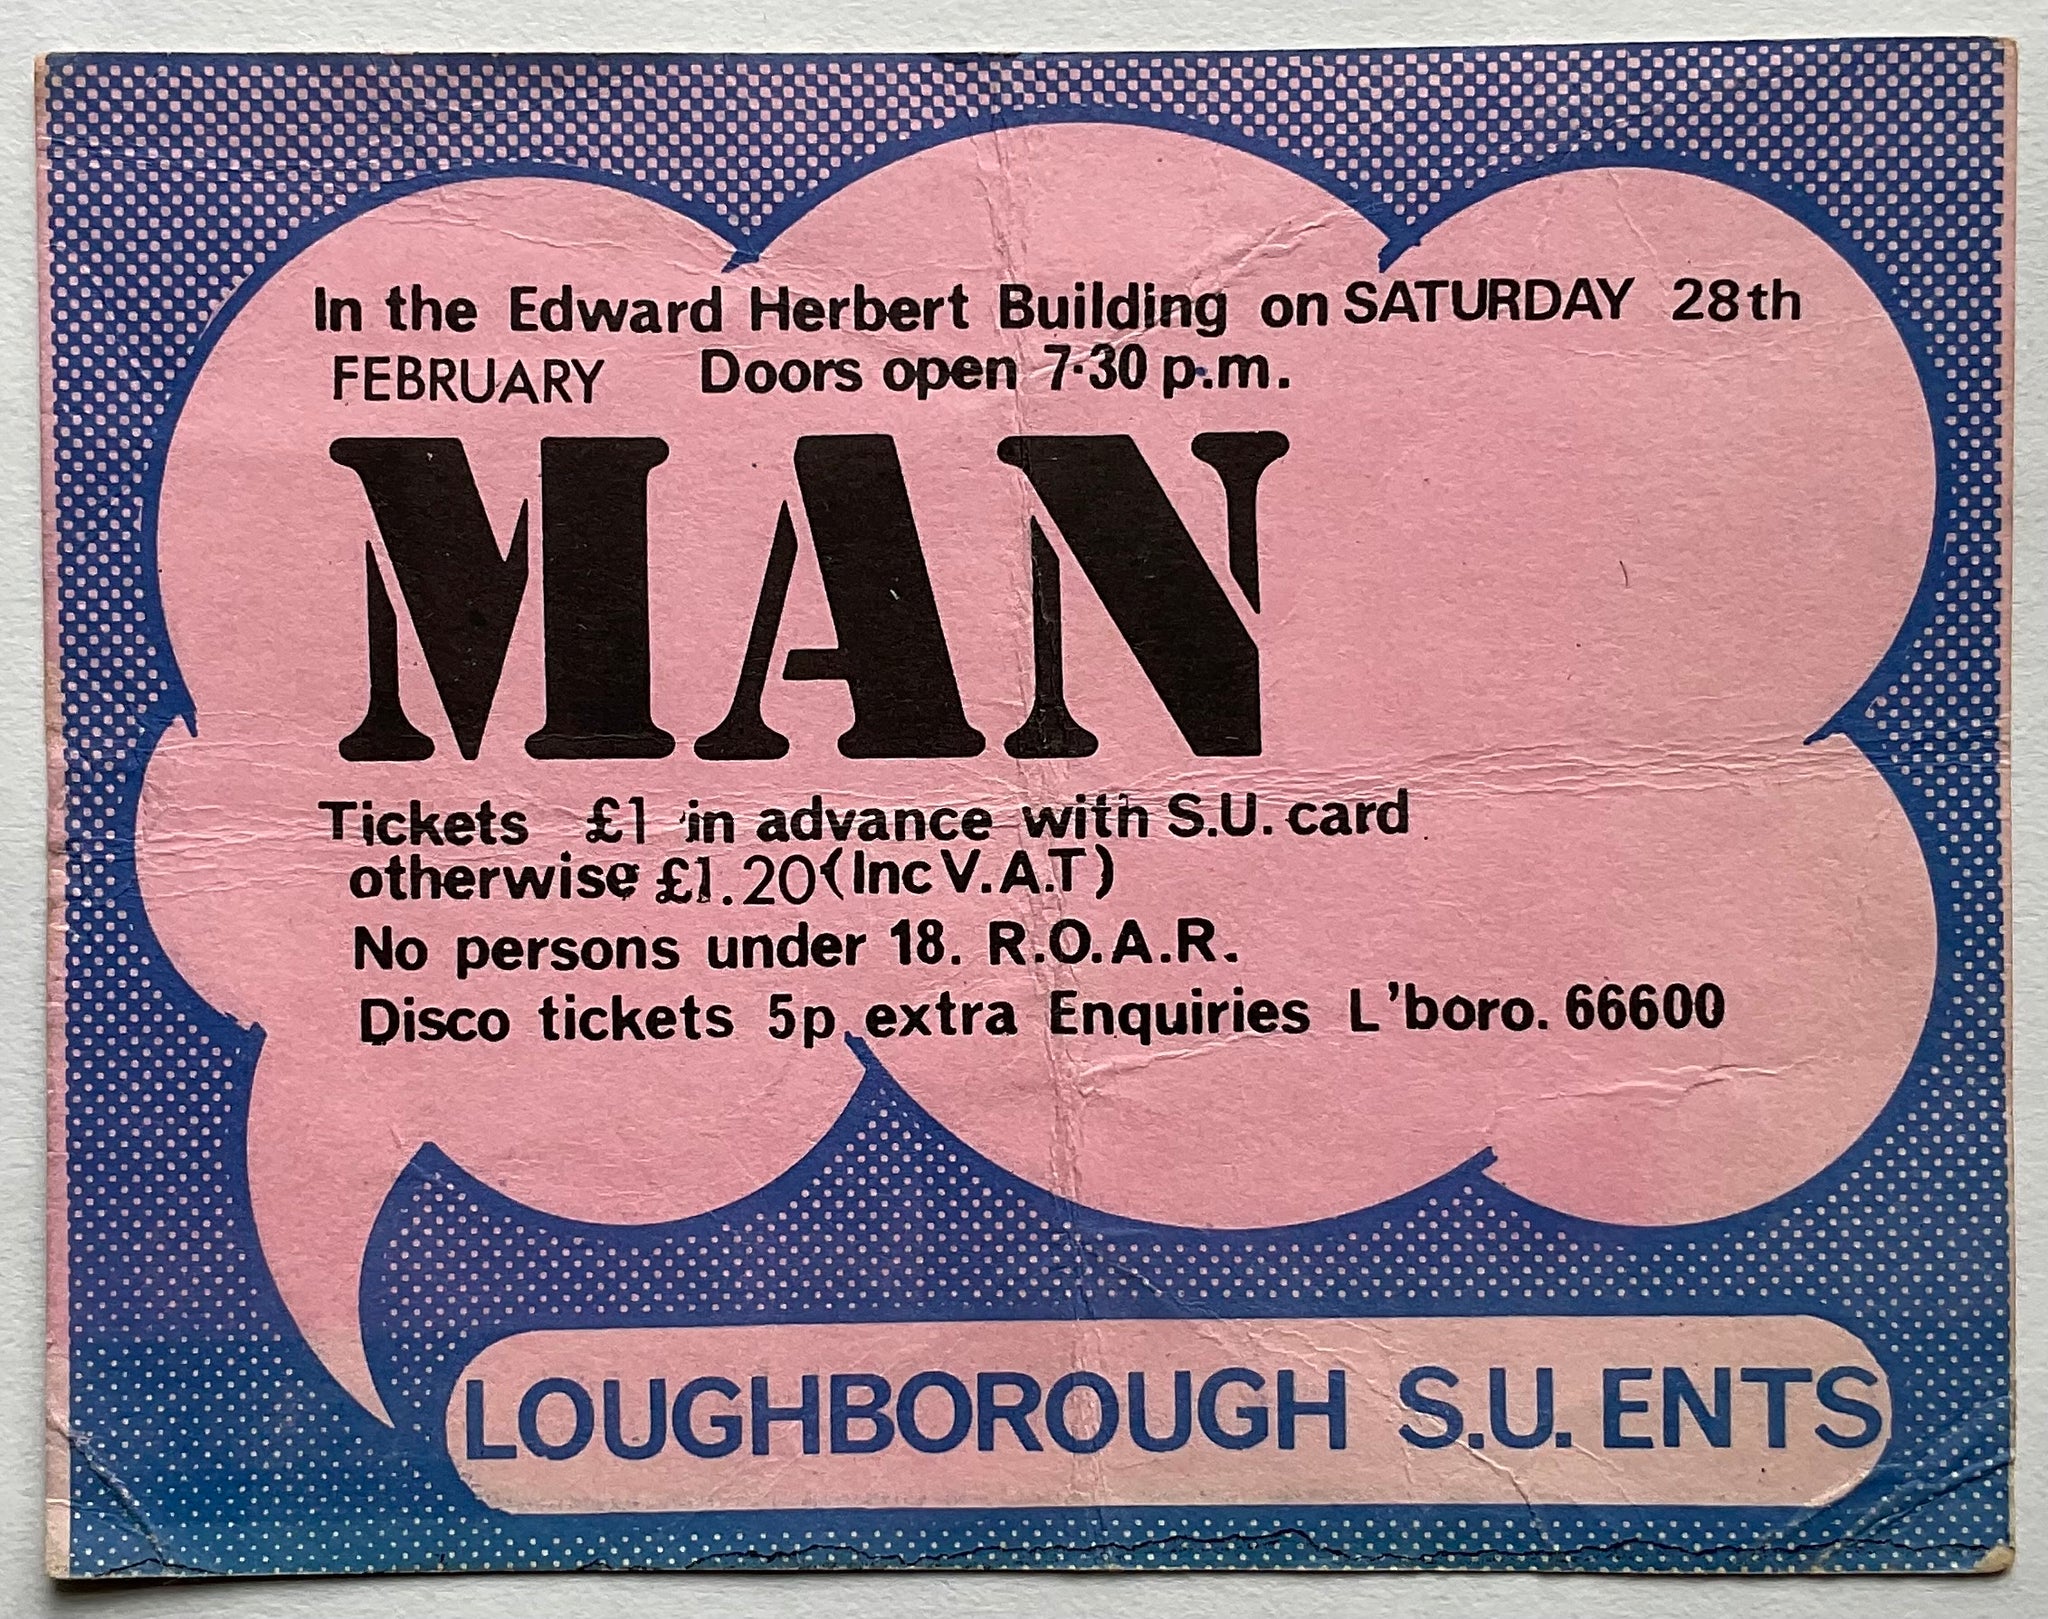 In the Edward Herbert Building on SATURDAY 28th
FEBRUARY Doors open 7·30 p.m.
MAN
Tickets £1 in advance with S.U. card
otherwise £1.20 (Inc V.A.T)
No persons under 18. R.O.A.R.
Disco tickets 5p extra Enquiries L'boro. 66600
LOUGHBOROUGH S.U. ENTS